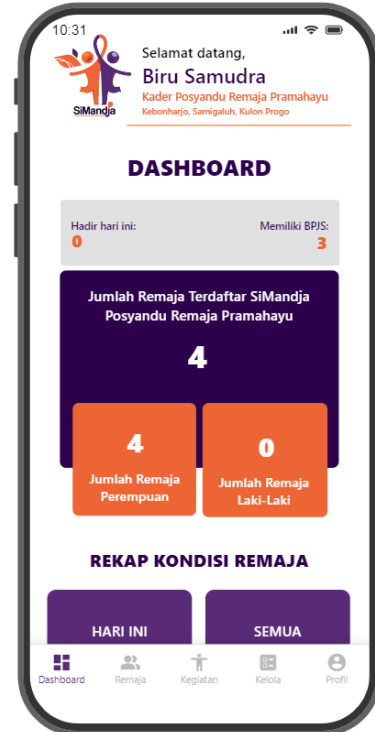 10:31
SiMandja
Selamat datang,
Biru Samudra
Kader Posyandu Remaja Pramahayu
Kebonharjo, Samigaluh, Kulon Progo
DASHBOARD
Hadir hari ini:
0
Memiliki BPJS:
3
Jumlah Remaja Terdaftar SiMandja
Posyandu Remaja Pramahayu
4
4
Jumlah Remaja
Perempuan
0
Jumlah Remaja
Laki-Laki
REKAP KONDISI REMAJA
HARI INI
SEMUA
Dashboard
Remaja
Kegiatan
Kelola
Profil